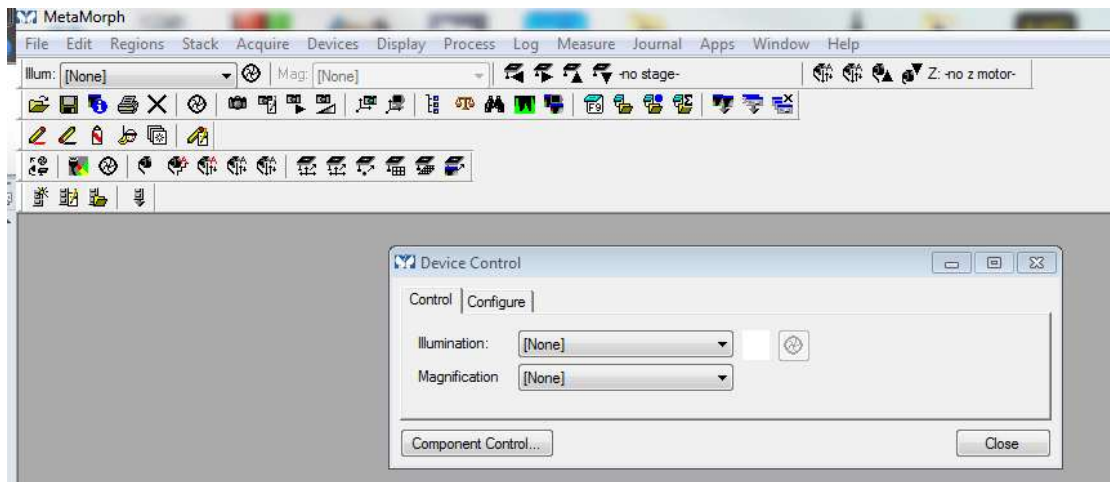 MetaMorph
File Edit Regions Stack Acquire Devices Display Process Log Measure Journal Apps Window Help
Illum: [None] Mag: [None] -no stage- Z: -no z motor-
F9
Device Control
Control Configure
Illumination: [None]
Magnification [None]
Component Control... Close